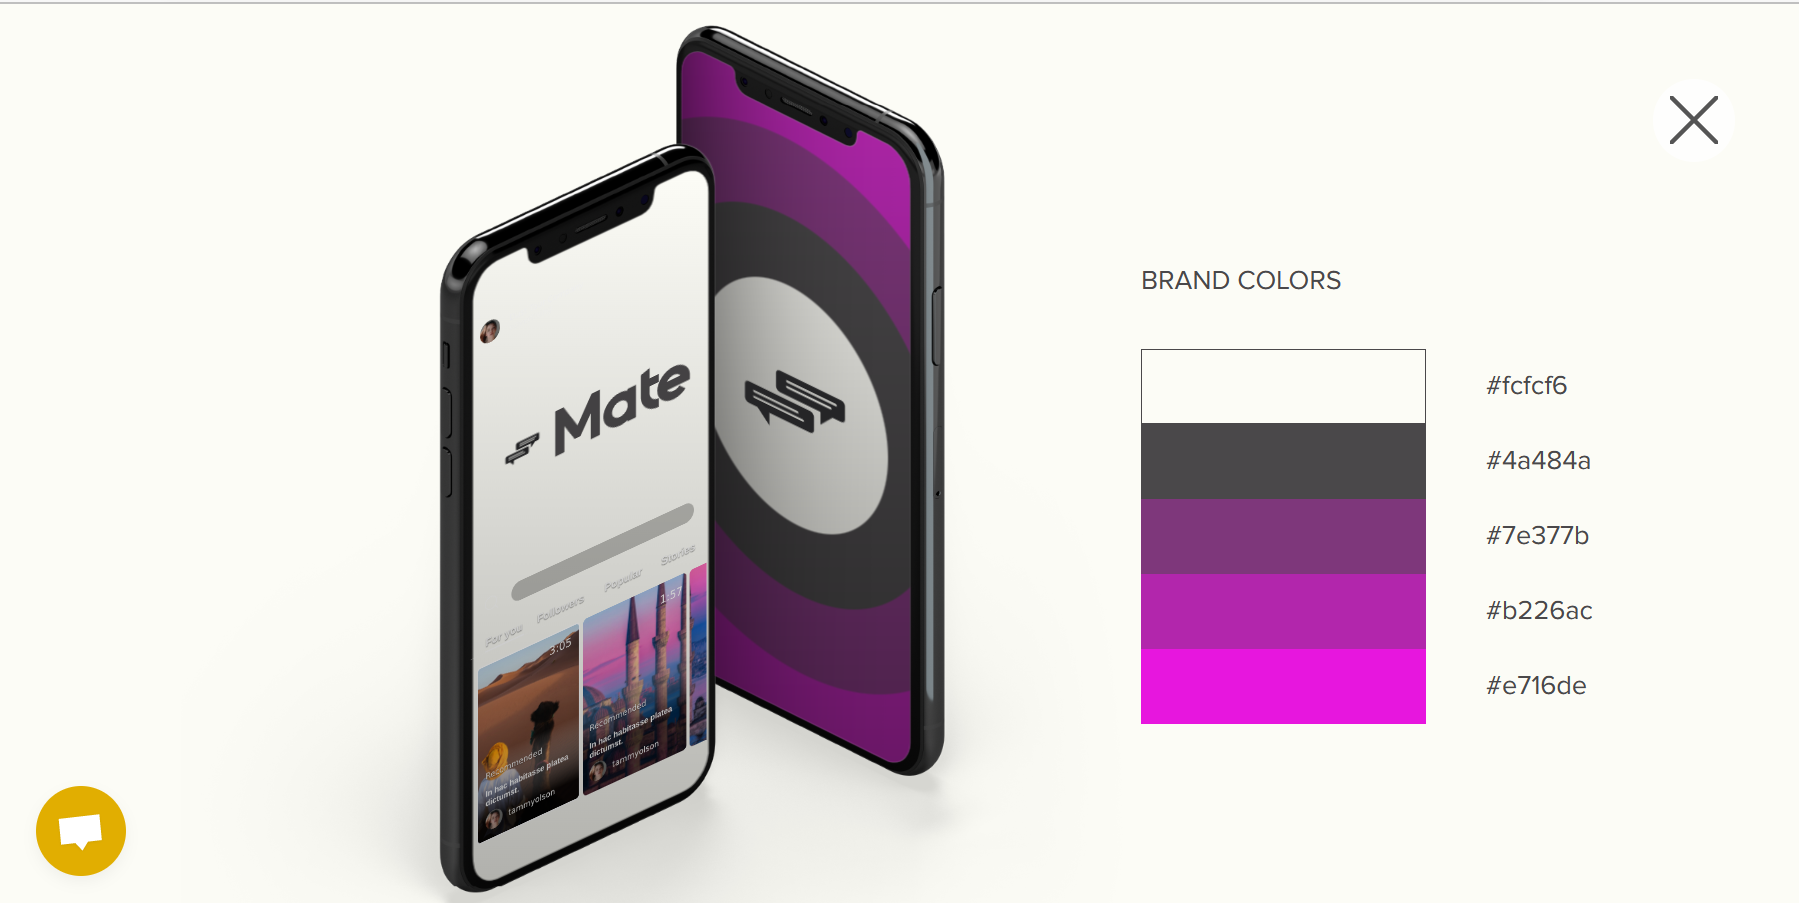 BRAND COLORS
#fcfcf6
#4a484a
#7e377b
#b226ac
#e716de
Mate
For you Followers Popular Stories
3:05
Recommended
In hac habitasse platea
dictumst.
tammyolson
1:57
Recommended
In hac habitasse platea
dictumst.
tammyolson